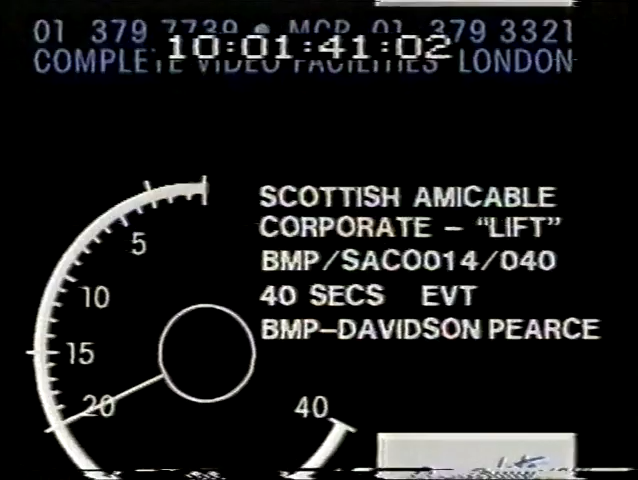 01 379 7739 • MCR 01 379 3321
10:01:41:02
COMPLETE VIDEO FACILITIES LONDON
SCOTTISH AMICABLE
CORPORATE – “LIFT”
BMP/SACO014/040
40 SECS EVT
BMP–DAVIDSON PEARCE
5
10
15
20
40